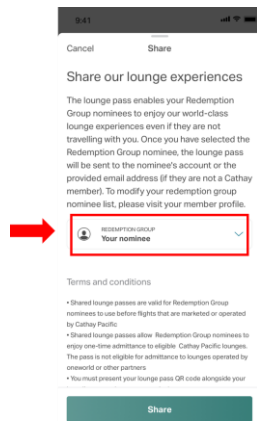 9:41
Cancel Share
Share our lounge experiences
The lounge pass enables your Redemption
Group nominees to enjoy our world-class
lounge experiences even if they are not
travelling with you. Once you have selected the
Redemption Group nominee, the lounge pass
will be sent to the nominee's account or the
provided email address (if they are not a Cathay
member). To modify your redemption group
nominee list, please visit your member profile.
REDEMPTION GROUP
Your nominee
Terms and conditions
• Shared lounge passes are valid for Redemption Group
nominees to use before flights that are marketed or operated
by Cathay Pacific
• Shared lounge passes allow Redemption Group nominees to
enjoy one-time admittance to eligible Cathay Pacific lounges.
The pass is not eligible for admittance to lounges operated by
oneworld or other partners
• You must present your lounge pass QR code alongside your
Share